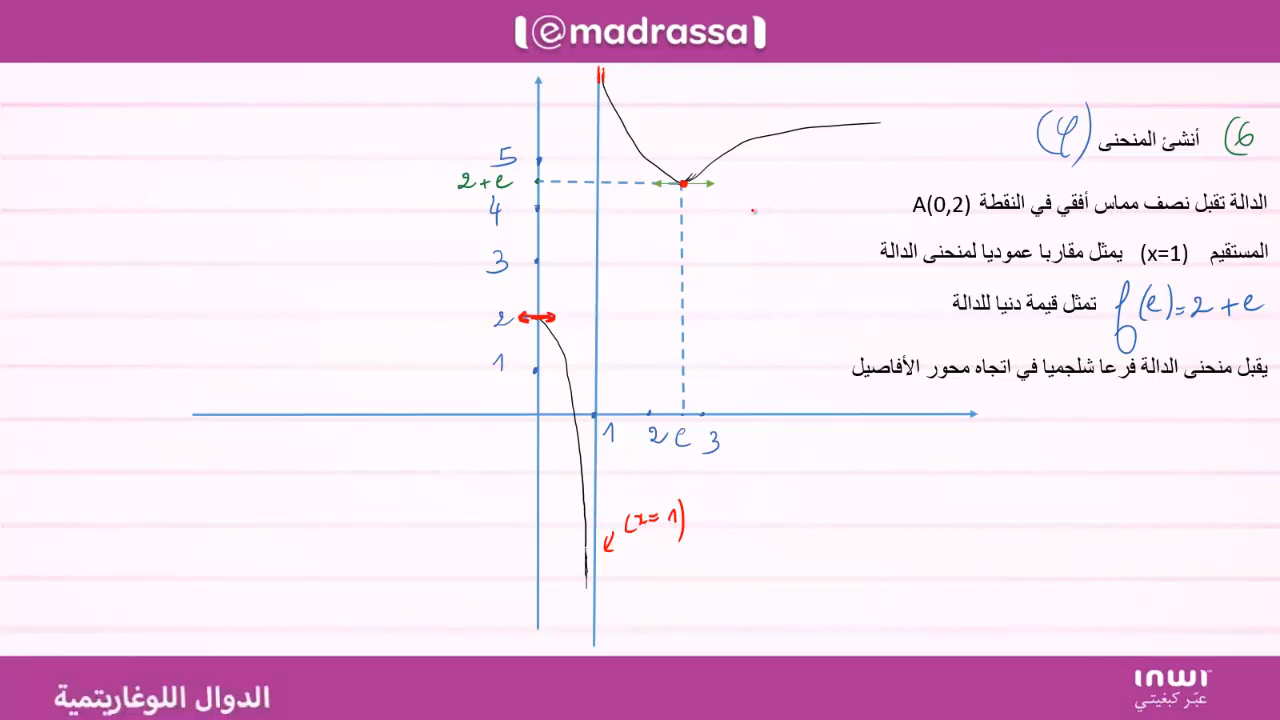 @madrassa
6) أنشئ المنحنى (φ)
الدالة تقبل نصف مماس أفقي في النقطة A(0,2)
المستقيم (x=1) يمثل مقاربا عموديا لمنحنى الدالة
f(e)=2+e تمثل قيمة دنيا للدالة
يقبل منحنى الدالة فرعا شلجميا في اتجاه محور الأفاصيل
5
2+e
4
3
2
1
1 2 e 3
(x=1)
الدوال اللوغاريتمية
inwi
عبّر كبغيتي